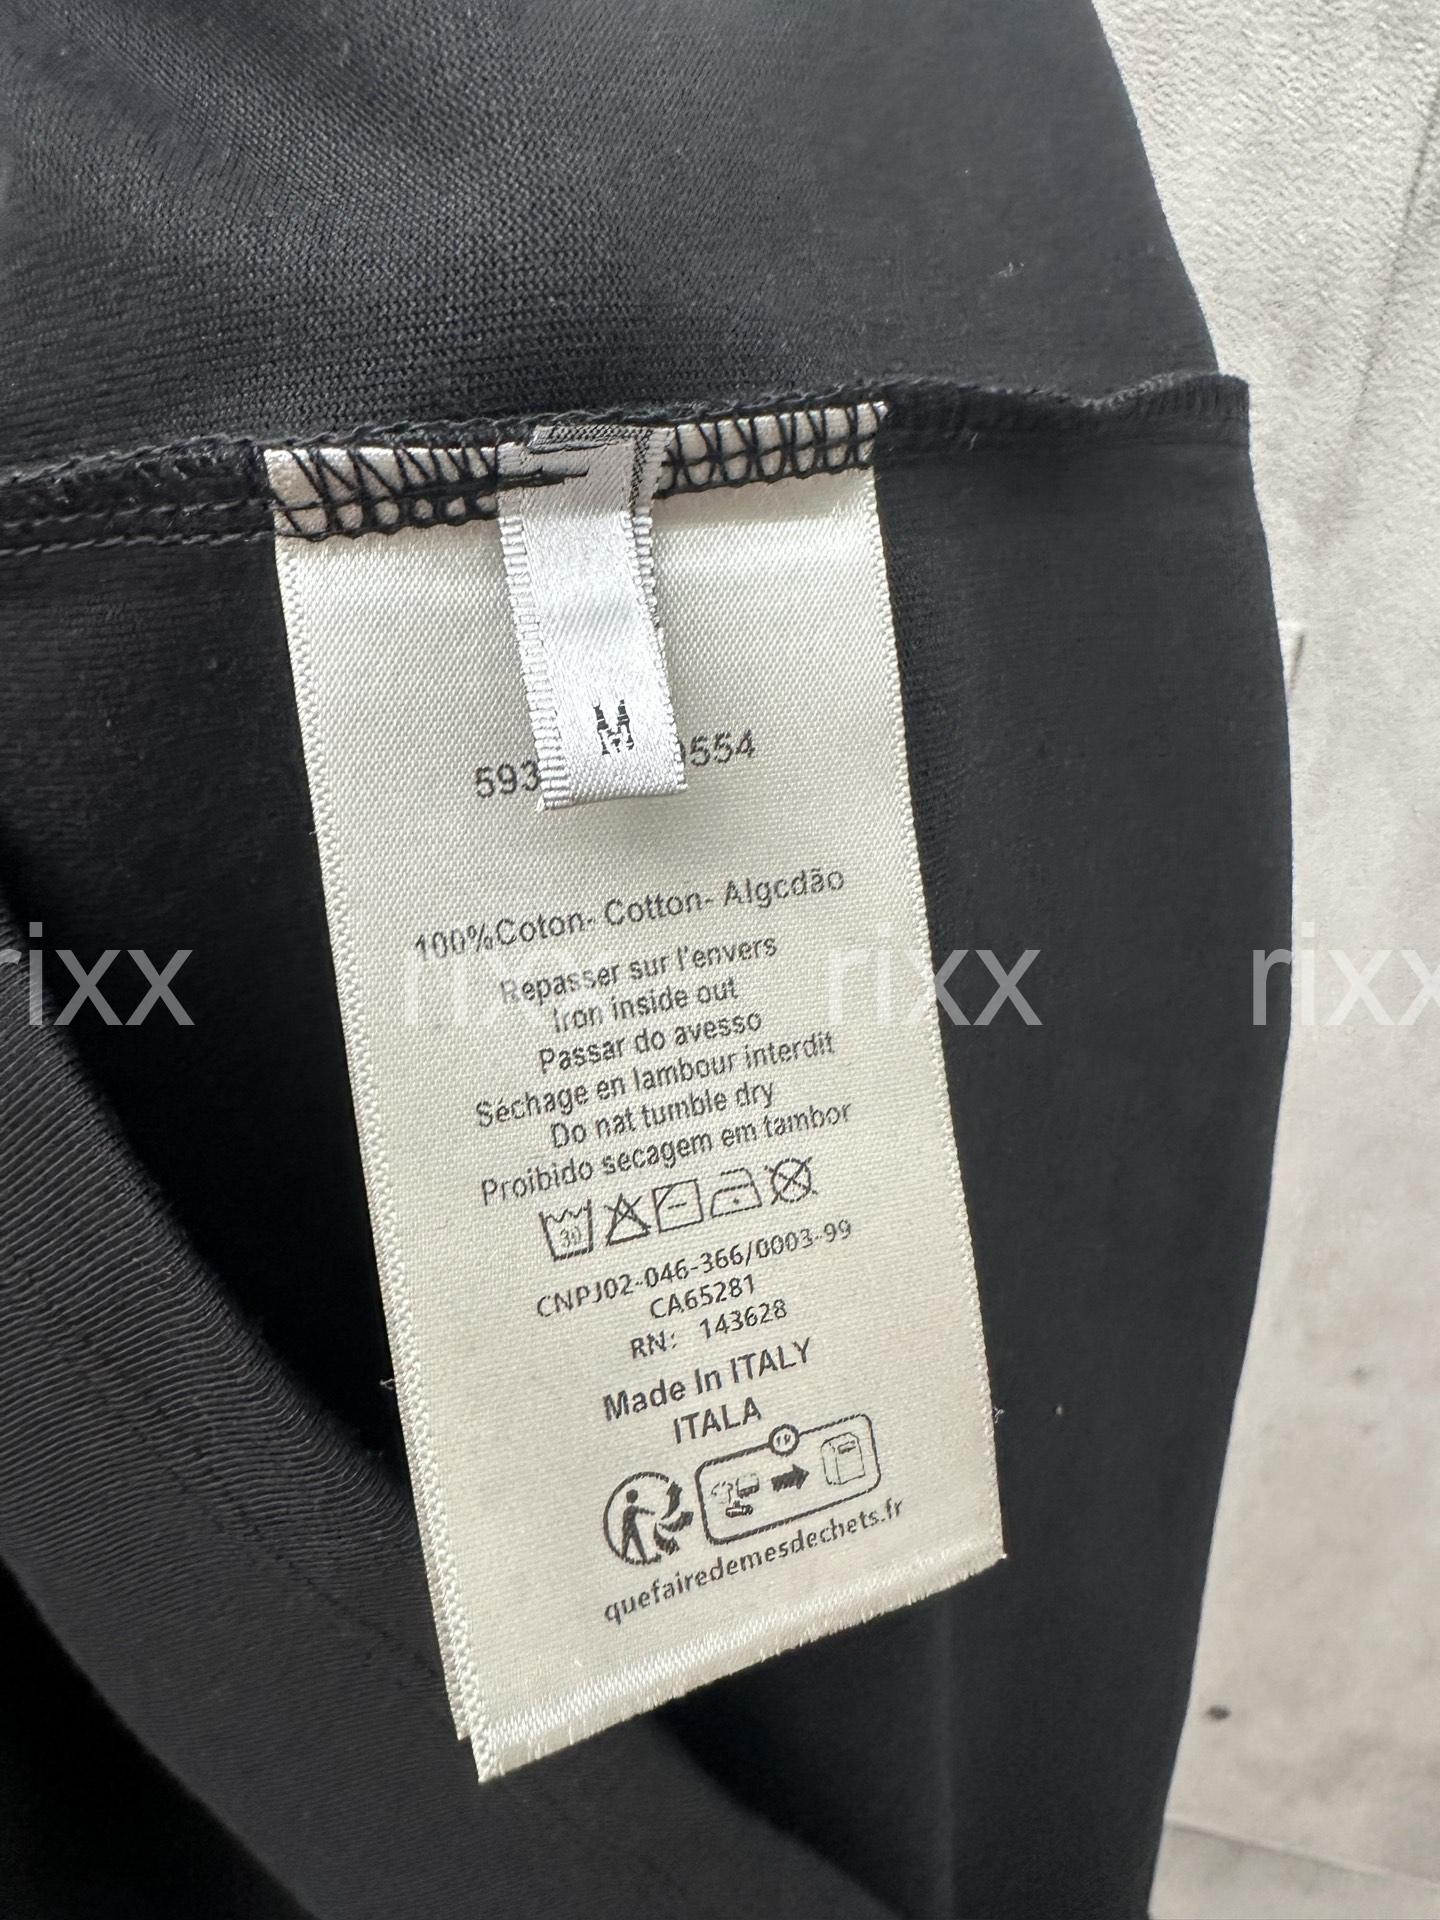 M
593 554
100%Coton- Cotton- Algcdão
Repasser sur l'envers
Iron inside out
Passar do avesso
Séchage en lambour interdit
Do nat tumble dry
Proibido secagem em tambor
30
CNPJ02-046-366/0003-99
CA65281
RN: 143628
Made In ITALY
ITALA
quefairedemesdechets.fr
rixx rixx rixx rixx